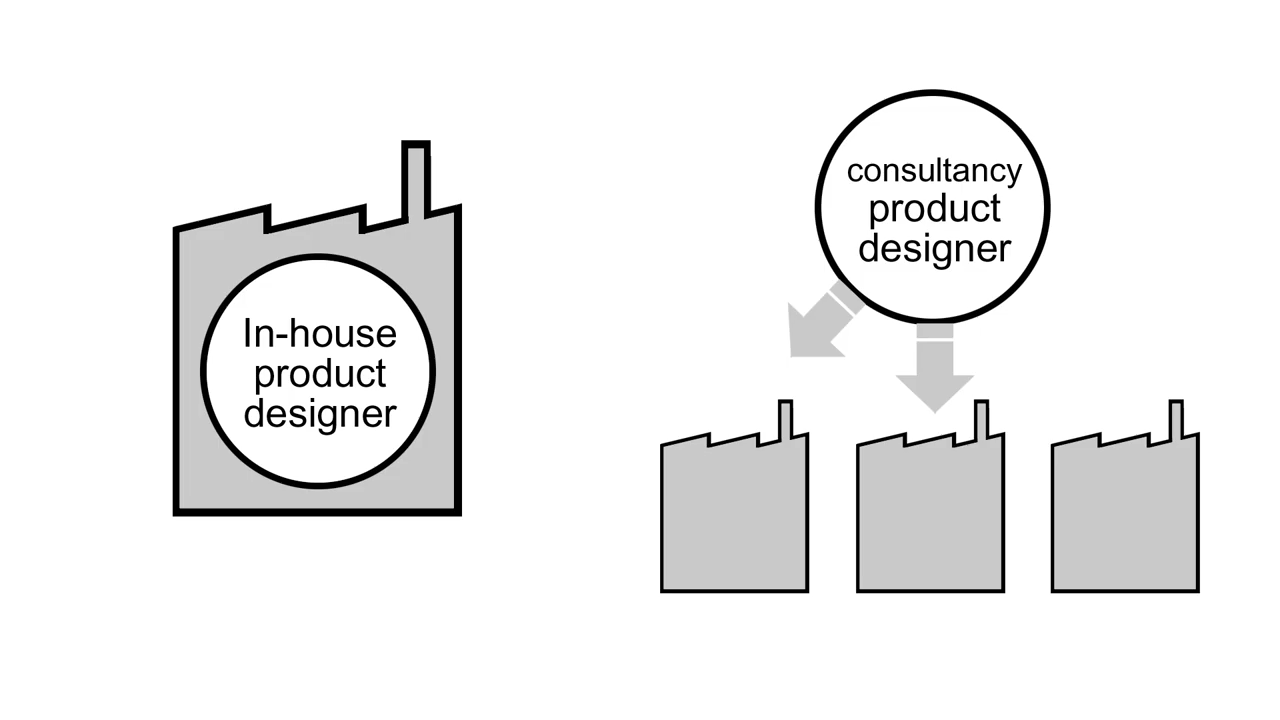 In-house
product
designer
consultancy
product
designer